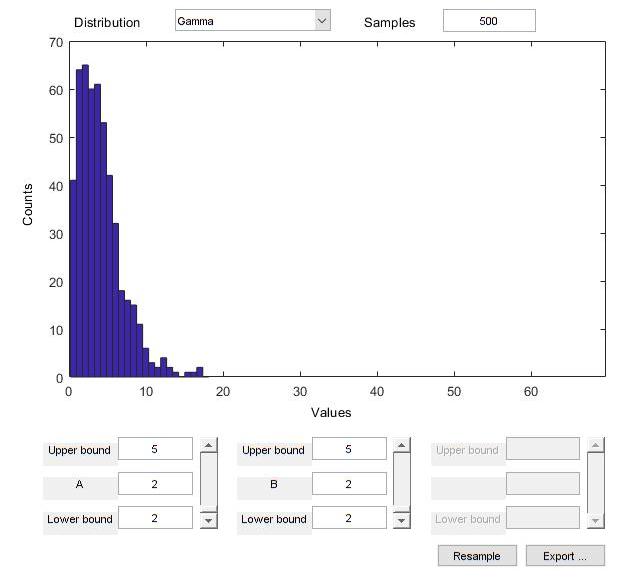 Distribution Gamma Samples 500
70
60
50
40
30
20
10
0
Counts
0 10 20 30 40 50 60
Values
Upper bound 5 Upper bound 5 Upper bound
A 2 B 2
Lower bound 2 Lower bound 2 Lower bound
Resample Export ...